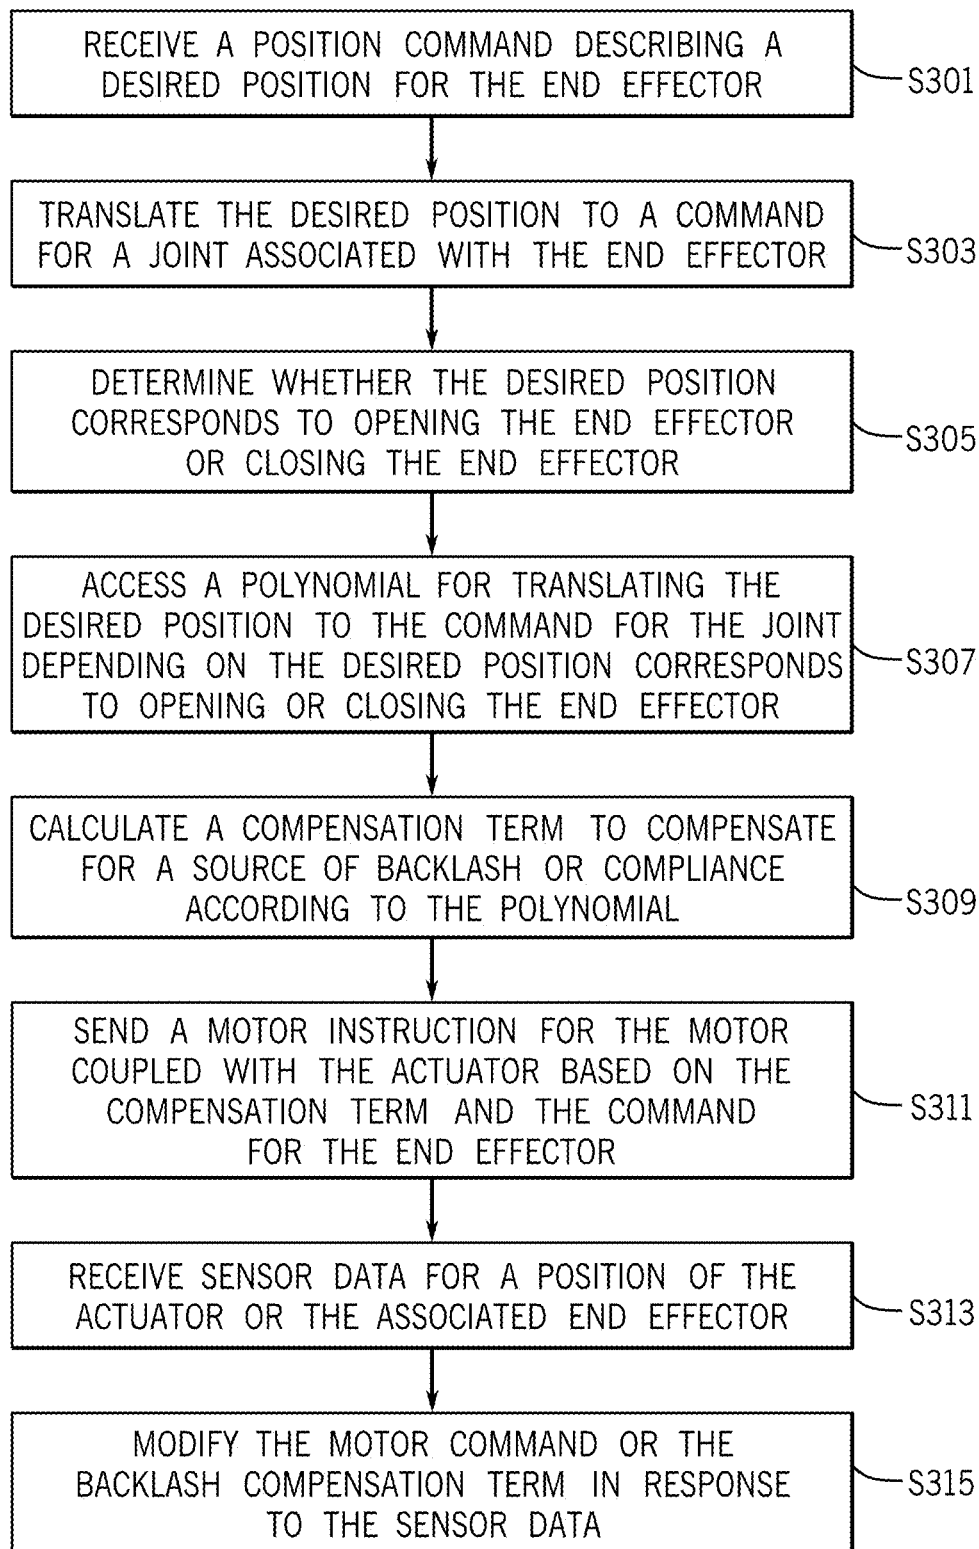 RECEIVE A POSITION COMMAND DESCRIBING A
DESIRED POSITION FOR THE END EFFECTOR
S301
TRANSLATE THE DESIRED POSITION TO A COMMAND
FOR A JOINT ASSOCIATED WITH THE END EFFECTOR
S303
DETERMINE WHETHER THE DESIRED POSITION
CORRESPONDS TO OPENING THE END EFFECTOR
OR CLOSING THE END EFFECTOR
S305
ACCESS A POLYNOMIAL FOR TRANSLATING THE
DESIRED POSITION TO THE COMMAND FOR THE JOINT
DEPENDING ON THE DESIRED POSITION CORRESPONDS
TO OPENING OR CLOSING THE END EFFECTOR
S307
CALCULATE A COMPENSATION TERM TO COMPENSATE
FOR A SOURCE OF BACKLASH OR COMPLIANCE
ACCORDING TO THE POLYNOMIAL
S309
SEND A MOTOR INSTRUCTION FOR THE MOTOR
COUPLED WITH THE ACTUATOR BASED ON THE
COMPENSATION TERM AND THE COMMAND
FOR THE END EFFECTOR
S311
RECEIVE SENSOR DATA FOR A POSITION OF THE
ACTUATOR OR THE ASSOCIATED END EFFECTOR
S313
MODIFY THE MOTOR COMMAND OR THE
BACKLASH COMPENSATION TERM IN RESPONSE
TO THE SENSOR DATA
S315